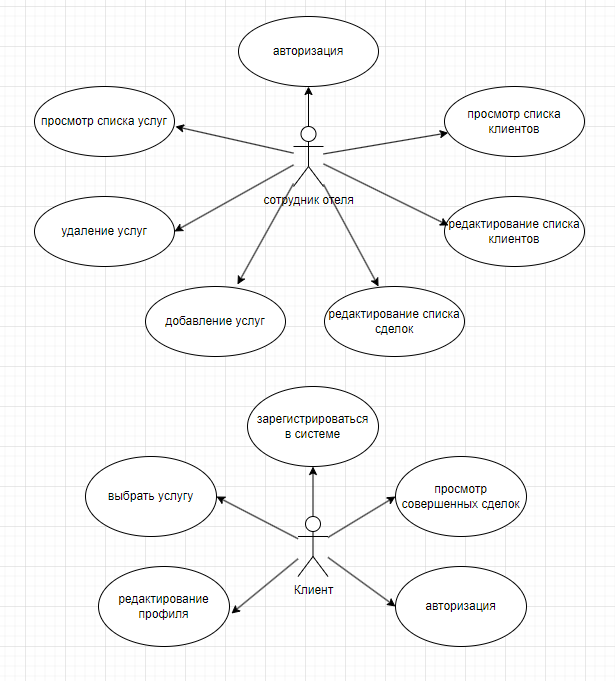 авторизация
просмотр списка услуг
просмотр списка
клиентов
сотрудник отеля
удаление услуг
редактирование списка
клиентов
добавление услуг
редактирование списка
сделок
зарегистрироваться
в системе
выбрать услугу
просмотр
совершенных сделок
Клиент
редактирование
профиля
авторизация